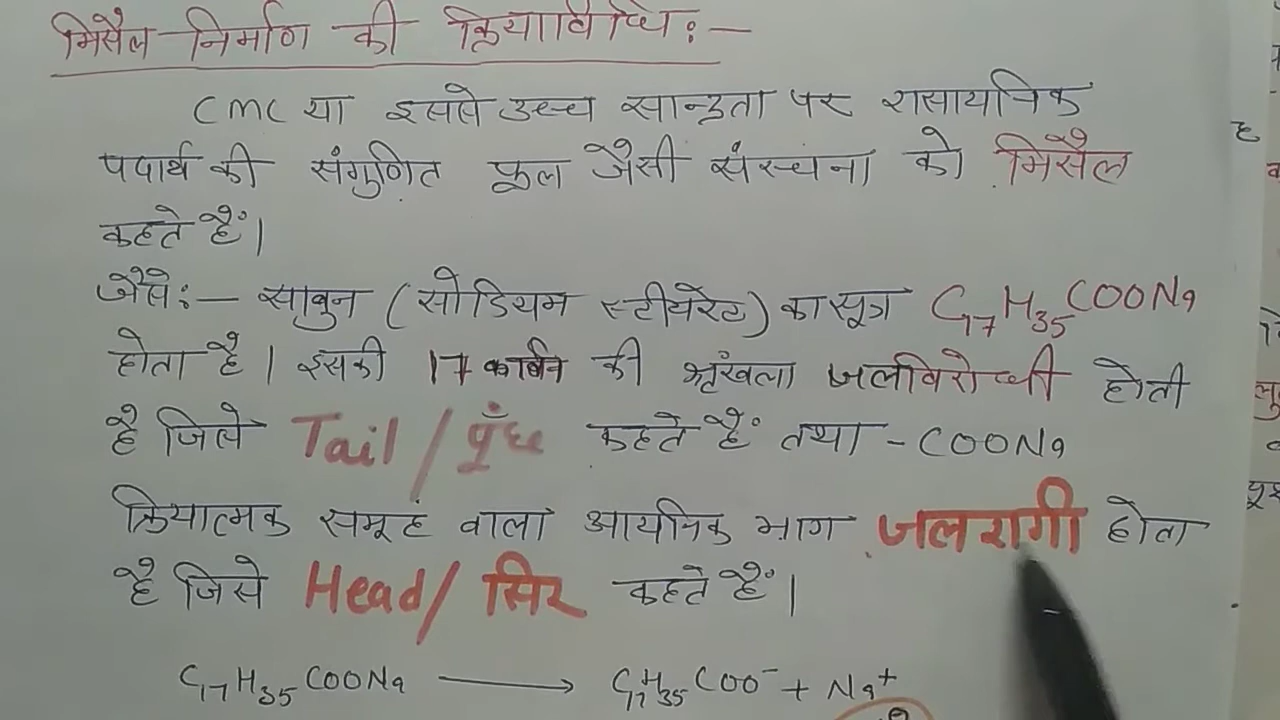 मिसैल निर्माण की क्रियाविधि :-
CMC या इससे उच्च सान्द्रता पर रासायनिक
पदार्थ की संगुणित फूल जैसी संरचना को मिसैल
कहते हैं।
जैसे :- साबुन (सोडियम स्टीयरेट) का सूत्र C₁₇H₃₅COONa
होता है। इसकी 17 कार्बन की श्रृंखला जलविरोधी होती
है जिसे Tail / पूँछ कहते हैं तथा -COONa
क्रियात्मक समूह वाला आयनिक भाग जलरागी होता
है जिसे Head / सिर कहते हैं।
C₁₇H₃₅COONa ⟶ C₁₇H₃₅COO⁻ + Na⁺